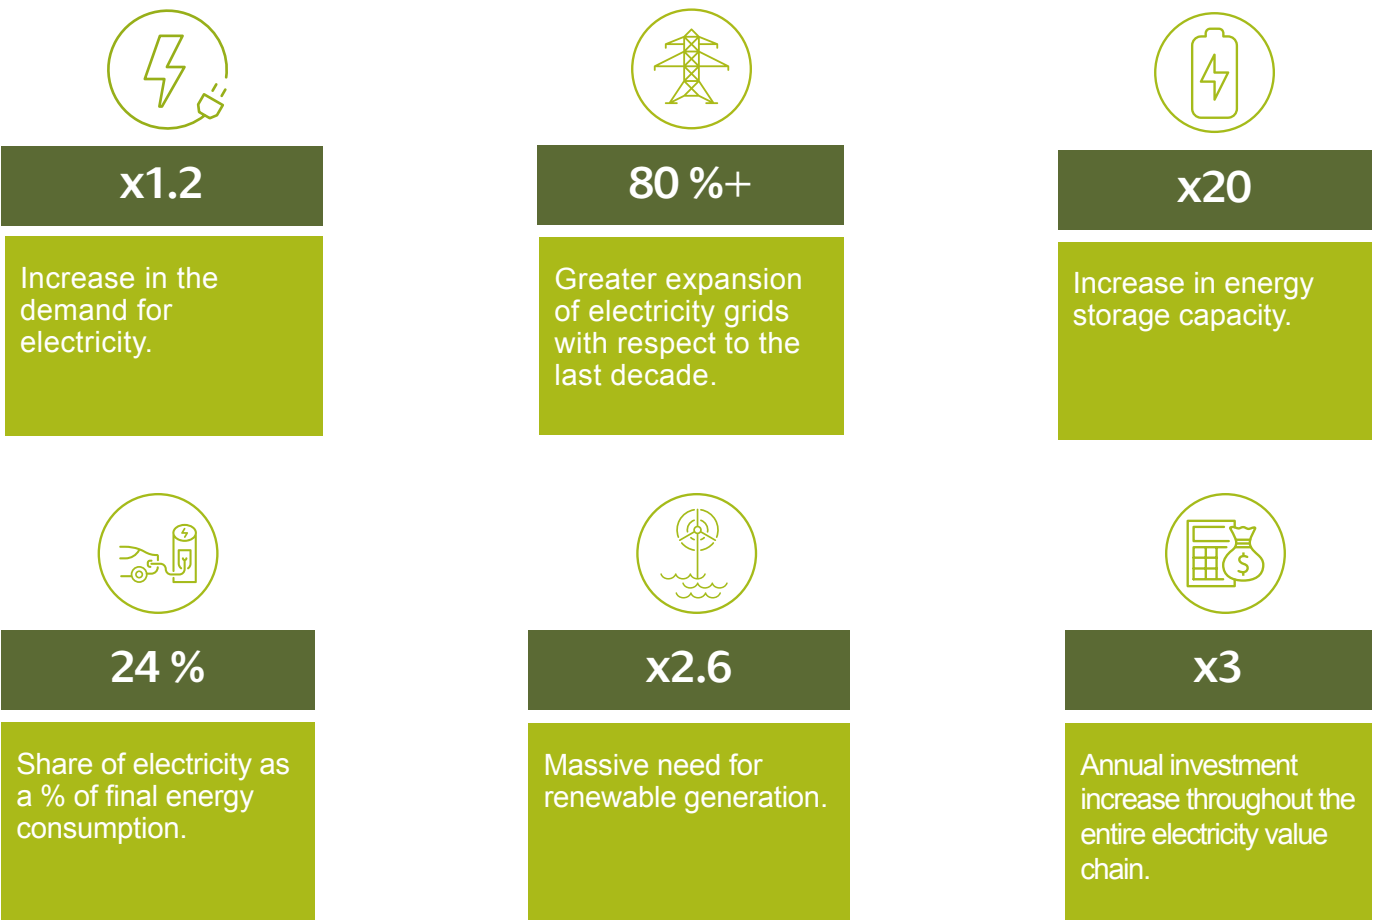 x1.2
Increase in the
demand for
electricity.
80 %+
Greater expansion
of electricity grids
with respect to the
last decade.
x20
Increase in energy
storage capacity.
24 %
Share of electricity as
a % of final energy
consumption.
x2.6
Massive need for
renewable generation.
$
x3
Annual investment
increase throughout the
entire electricity value
chain.